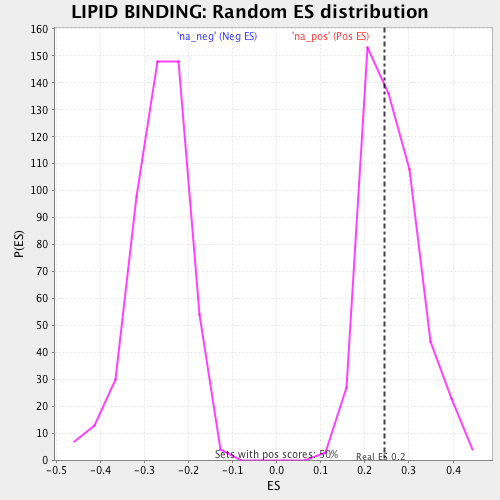 LIPID BINDING: Random ES distribution
'na_neg' (Neg ES) 'na_pos' (Pos ES)
160
150
140
130
120
110
100
90
80
70
60
50
40
30
20
10
0
P(ES)
Sets with pos scores: 50%
Real ES 0.2
-0.5 -0.4 -0.3 -0.2 -0.1 0.0 0.1 0.2 0.3 0.4
ES